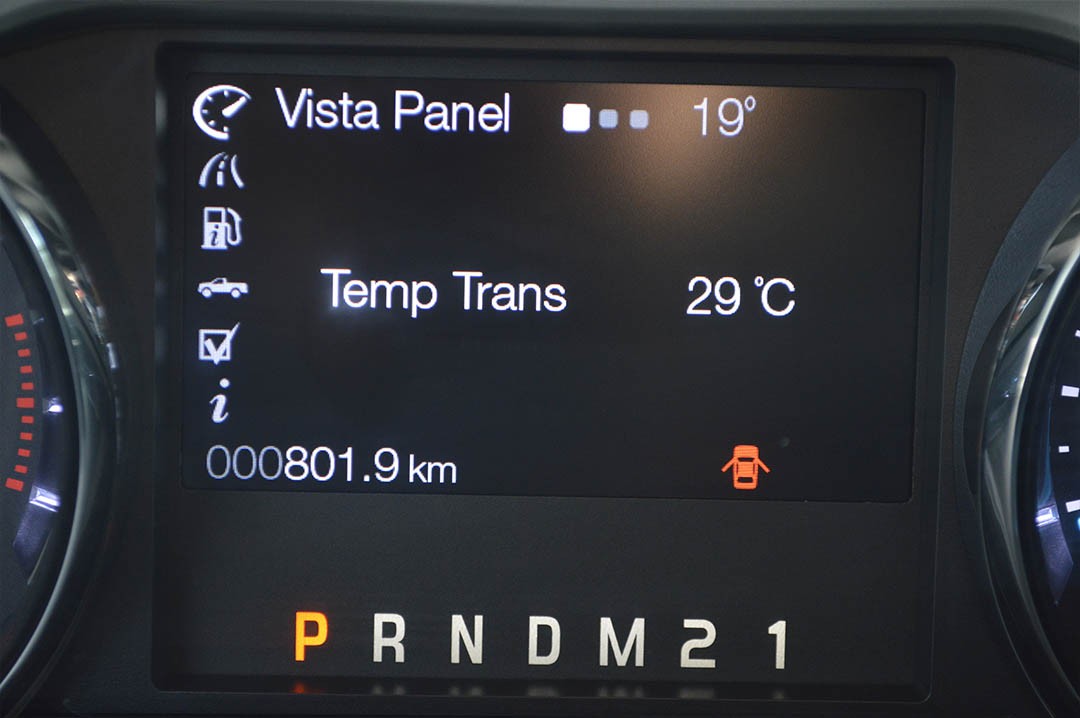 Vista Panel 19°
Temp Trans 29 °C
000801.9 km
P R N D M 2 1